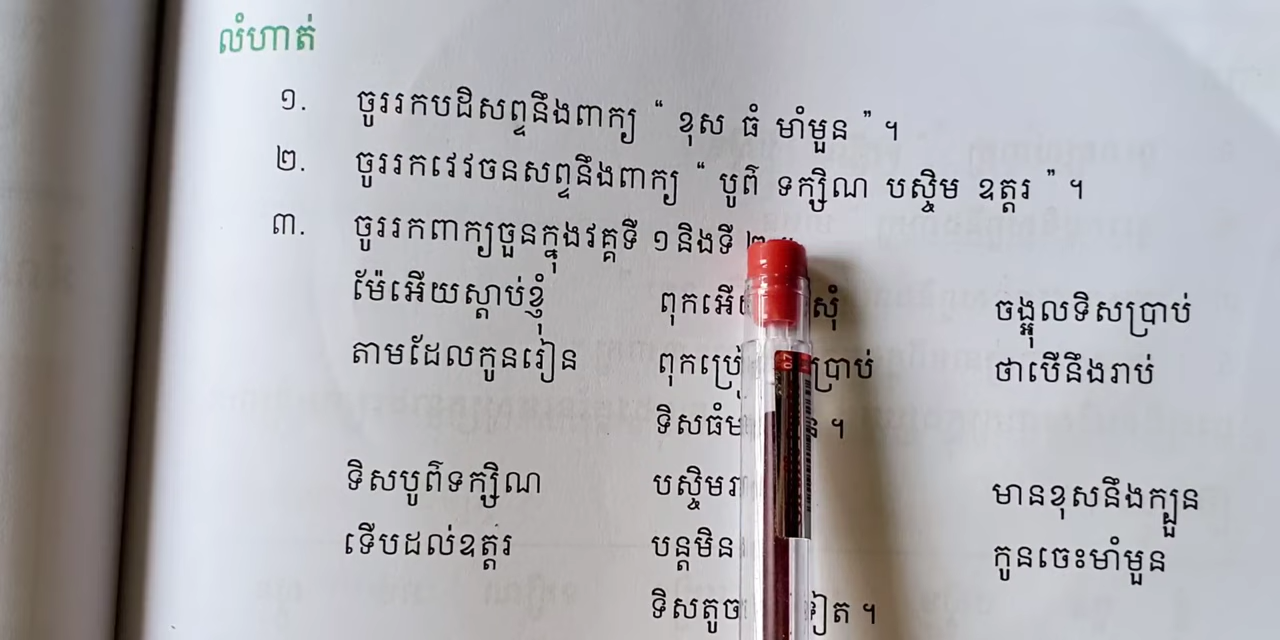 លំហាត់
១. ចូររកបដិសព្ទនឹងពាក្យ “ ខុស ធំ មាំមួន ” ។
២. ចូររកវេវចនសព្ទនឹងពាក្យ “ បូព៌ ទក្សិណ បស្ចិម ឧត្តរ ” ។
៣. ចូររកពាក្យចួនក្នុងវគ្គទី ១និងទី ២
ម៉ែអើយស្ដាប់ខ្ញុំ ពុកអើ សុំ ចង្អុលទិសប្រាប់
តាមដែលកូនរៀន ពុកប្រៀ ប្រាប់ ថាបើនឹងរាប់
ទិសធំម ន ។
ទិសបូព៌ទក្សិណ បស្ចិម មានខុសនឹងក្បួន
ទើបដល់ឧត្តរ បន្តមិន កូនចេះមាំមួន
ទិសតូច ៀត ។